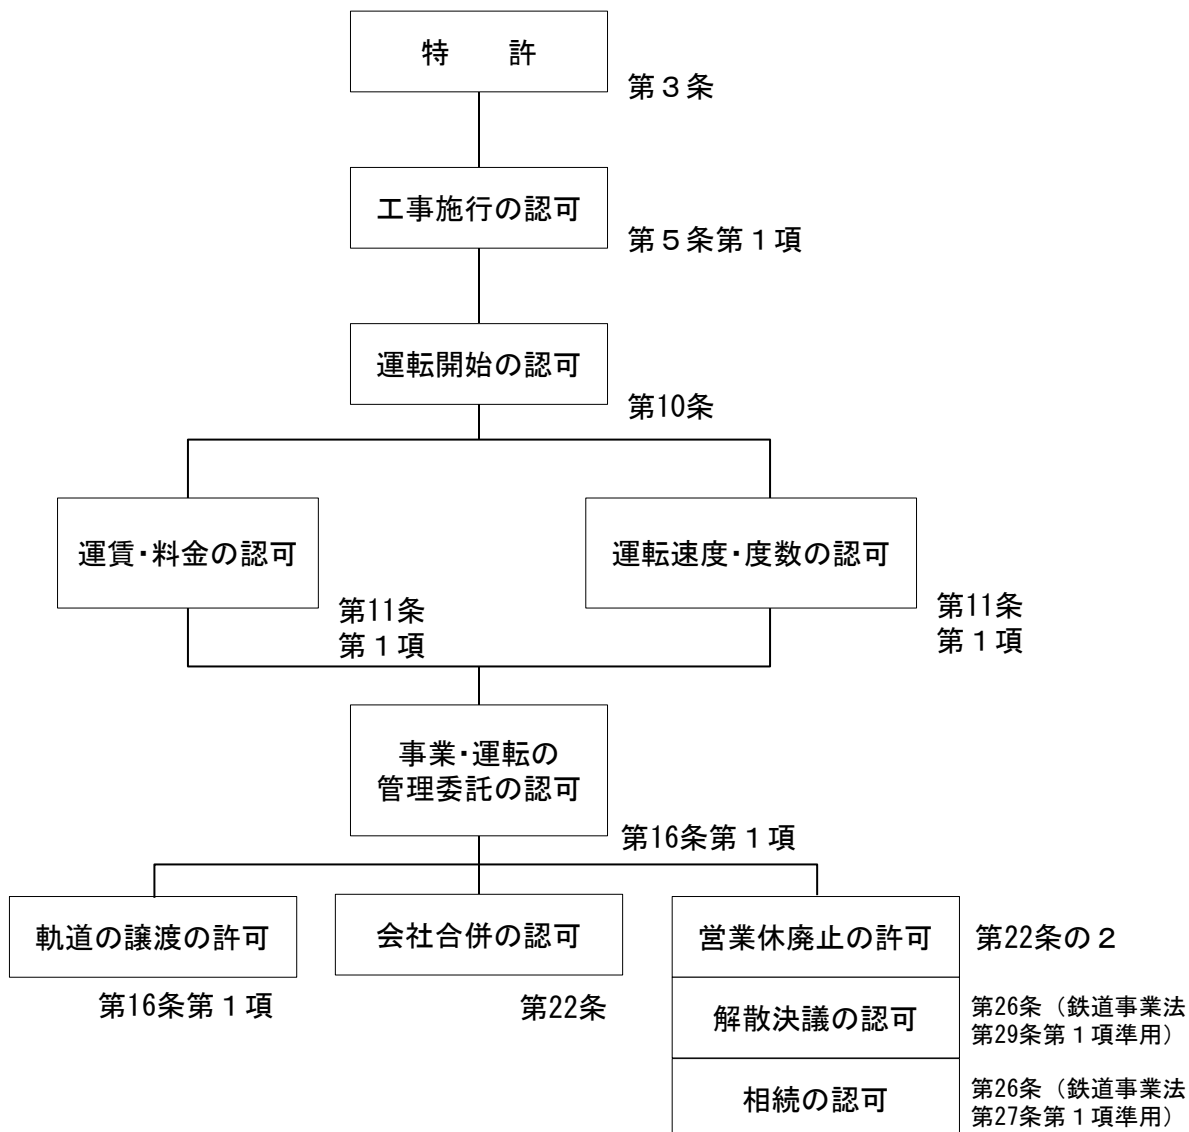 特　　許
第３条
工事施行の認可
第５条第１項
運転開始の認可
第10条
運賃・料金の認可
第11条
第１項
運転速度・度数の認可
第11条
第１項
事業・運転の
管理委託の認可
第16条第１項
軌道の譲渡の許可
第16条第１項
会社合併の認可
第22条
営業休廃止の許可
第22条の２
解散決議の認可
第26条（鉄道事業法
第29条第１項準用）
相続の認可
第26条（鉄道事業法
第27条第１項準用）